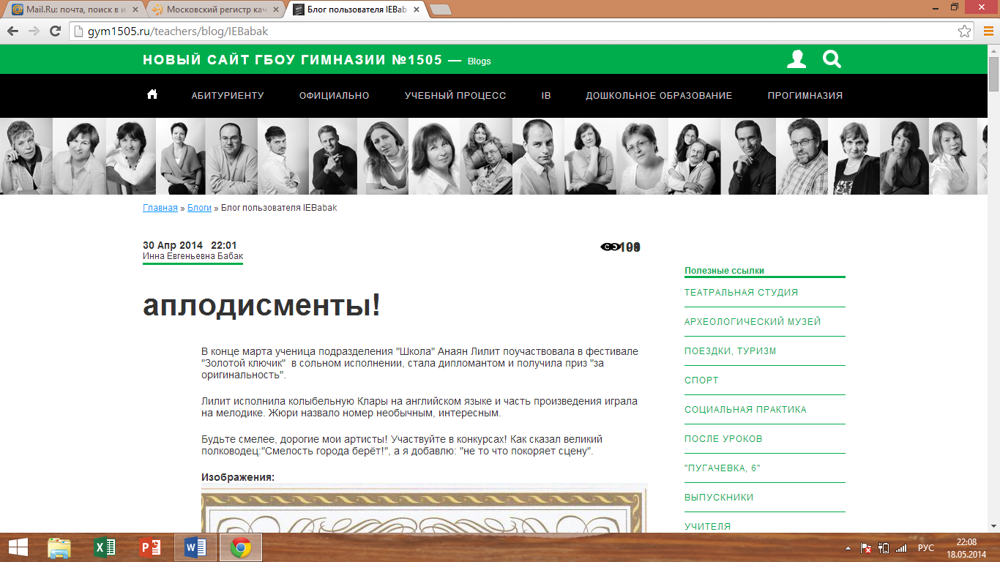 Mail.Ru: почта, поиск в и
Московский регистр кач
Блог пользователя IEBab
gym1505.ru/teachers/blog/IEBabak
НОВЫЙ САЙТ ГБОУ ГИМНАЗИИ №1505 — Blogs
АБИТУРИЕНТУ ОФИЦИАЛЬНО УЧЕБНЫЙ ПРОЦЕСС IB ДОШКОЛЬНОЕ ОБРАЗОВАНИЕ ПРОГИМНАЗИЯ
Главная » Блоги » Блог пользователя IEBabak
30 Апр 2014 22:01
Инна Евгеньевна Бабак
аплодисменты!
В конце марта ученица подразделения "Школа" Анаян Лилит поучаствовала в фестивале
"Золотой ключик" в сольном исполнении, стала дипломантом и получила приз "за
оригинальность".
Лилит исполнила колыбельную Клары на английском языке и часть произведения играла
на мелодике. Жюри назвало номер необычным, интересным.
Будьте смелее, дорогие мои артисты! Участвуйте в конкурсах! Как сказал великий
полководец:"Смелость города берёт!", а я добавлю: "не то что покоряет сцену".
Изображения:
Полезные ссылки
ТЕАТРАЛЬНАЯ СТУДИЯ
АРХЕОЛОГИЧЕСКИЙ МУЗЕЙ
ПОЕЗДКИ, ТУРИЗМ
СПОРТ
СОЦИАЛЬНАЯ ПРАКТИКА
ПОСЛЕ УРОКОВ
"ПУГАЧЕВКА, 6"
ВЫПУСКНИКИ
УЧИТЕЛЯ
РУС
22:08
18.05.2014